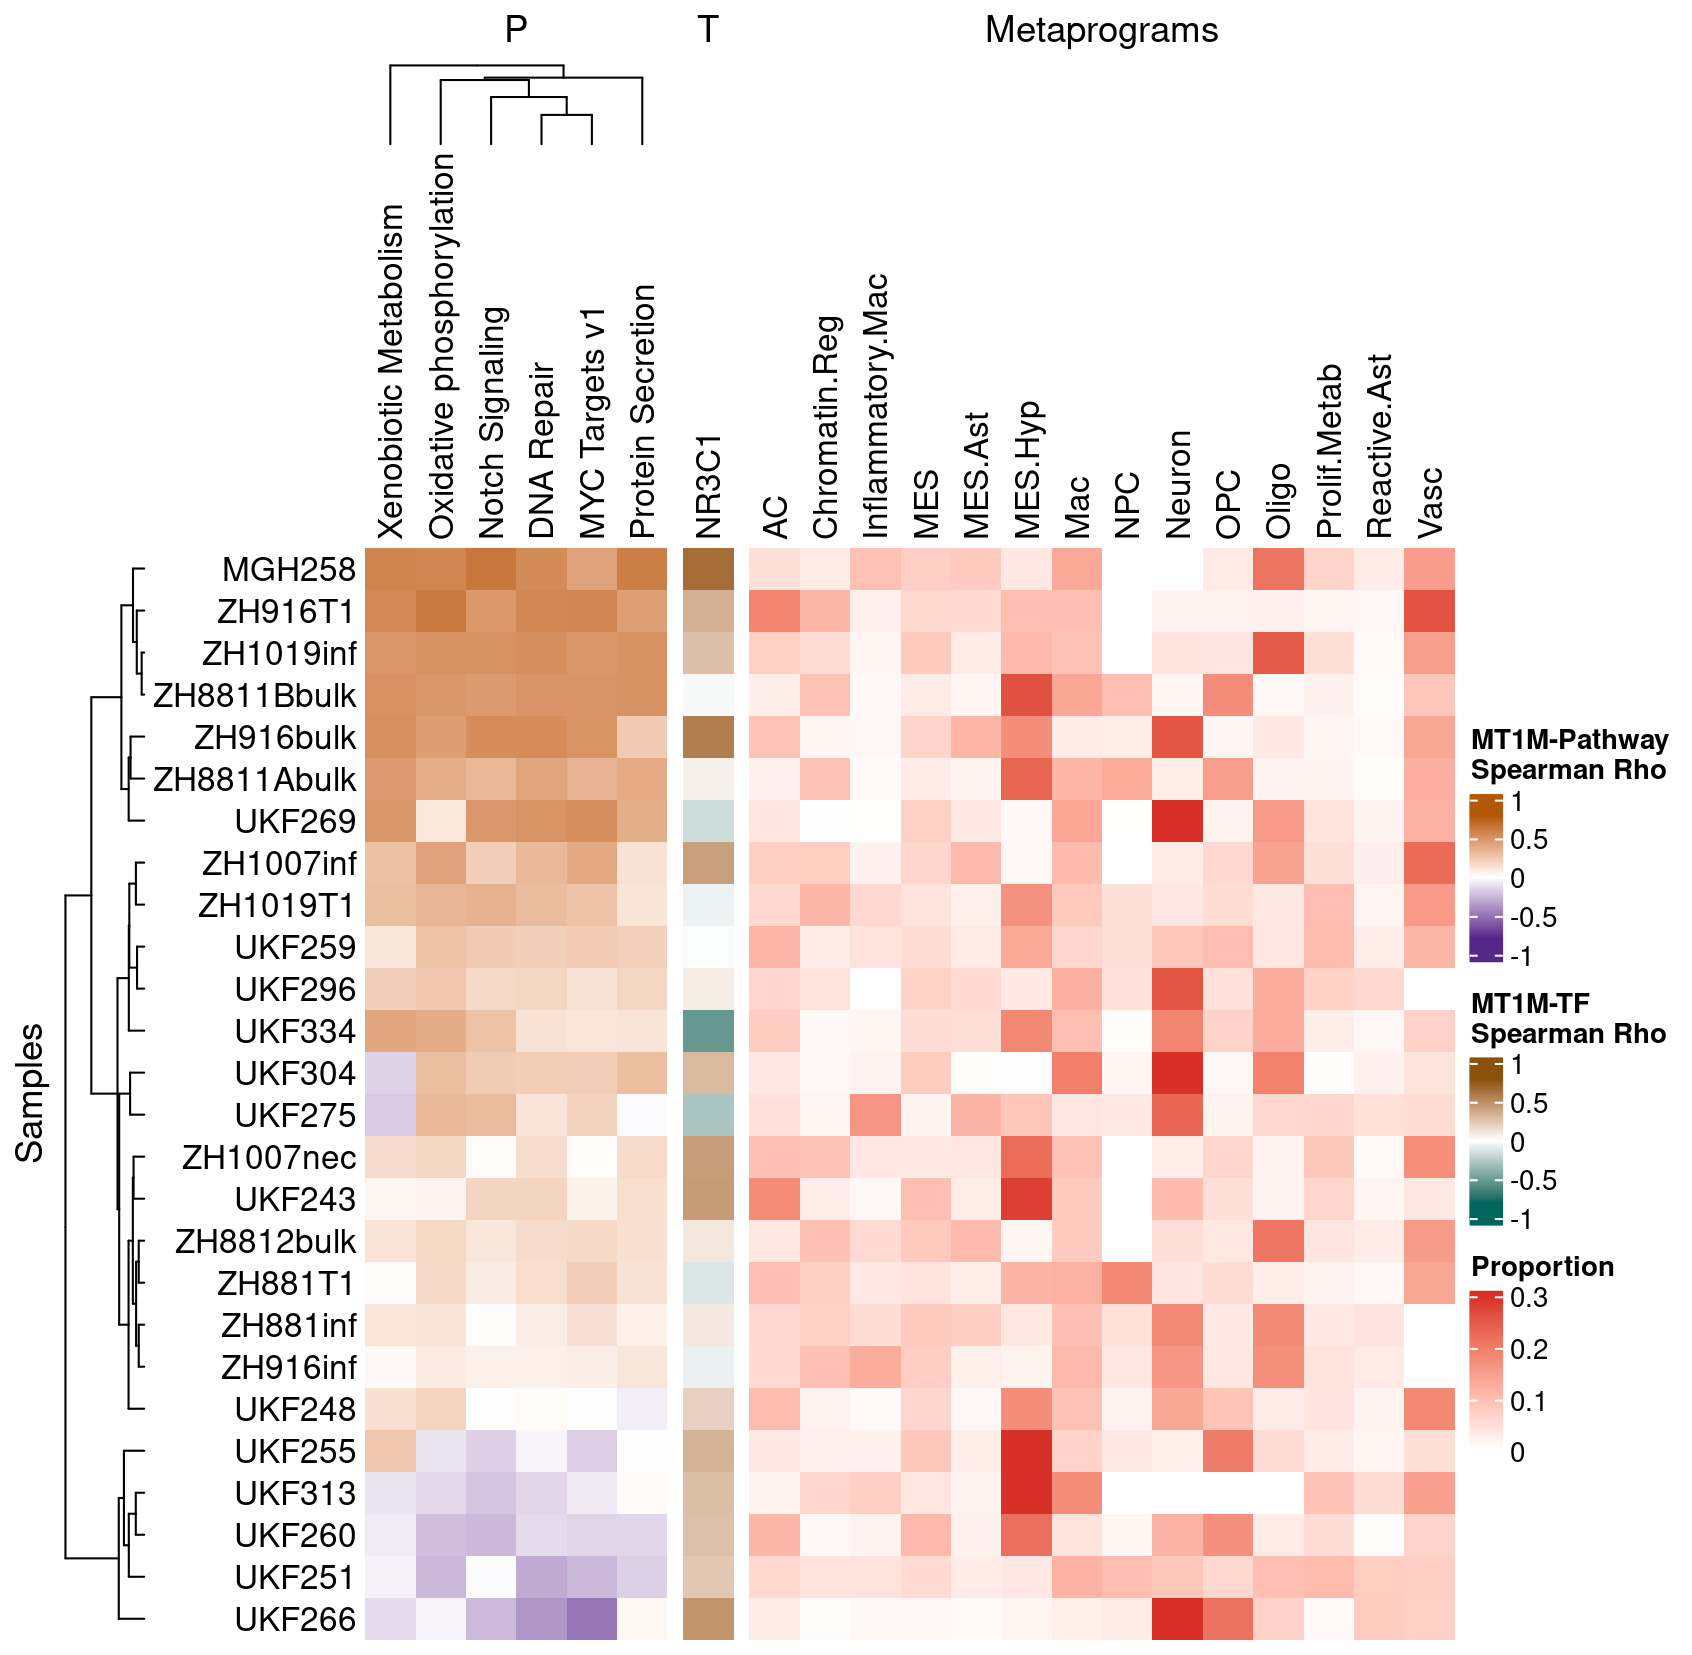 P T Metaprograms
Xenobiotic Metabolism
Oxidative phosphorylation
Notch Signaling
DNA Repair
MYC Targets v1
Protein Secretion
NR3C1
AC
Chromatin.Reg
Inflammatory.Mac
MES
MES.Ast
MES.Hyp
Mac
NPC
Neuron
OPC
Oligo
Prolif.Metab
Reactive.Ast
Vasc
Samples
MGH258
ZH916T1
ZH1019inf
ZH8811Bbulk
ZH916bulk
ZH8811Abulk
UKF269
ZH1007inf
ZH1019T1
UKF259
UKF296
UKF334
UKF304
UKF275
ZH1007nec
UKF243
ZH8812bulk
ZH881T1
ZH881inf
ZH916inf
UKF248
UKF255
UKF313
UKF260
UKF251
UKF266
MT1M-Pathway
Spearman Rho
1
0.5
0
-0.5
-1
MT1M-TF
Spearman Rho
1
0.5
0
-0.5
-1
Proportion
0.3
0.2
0.1
0